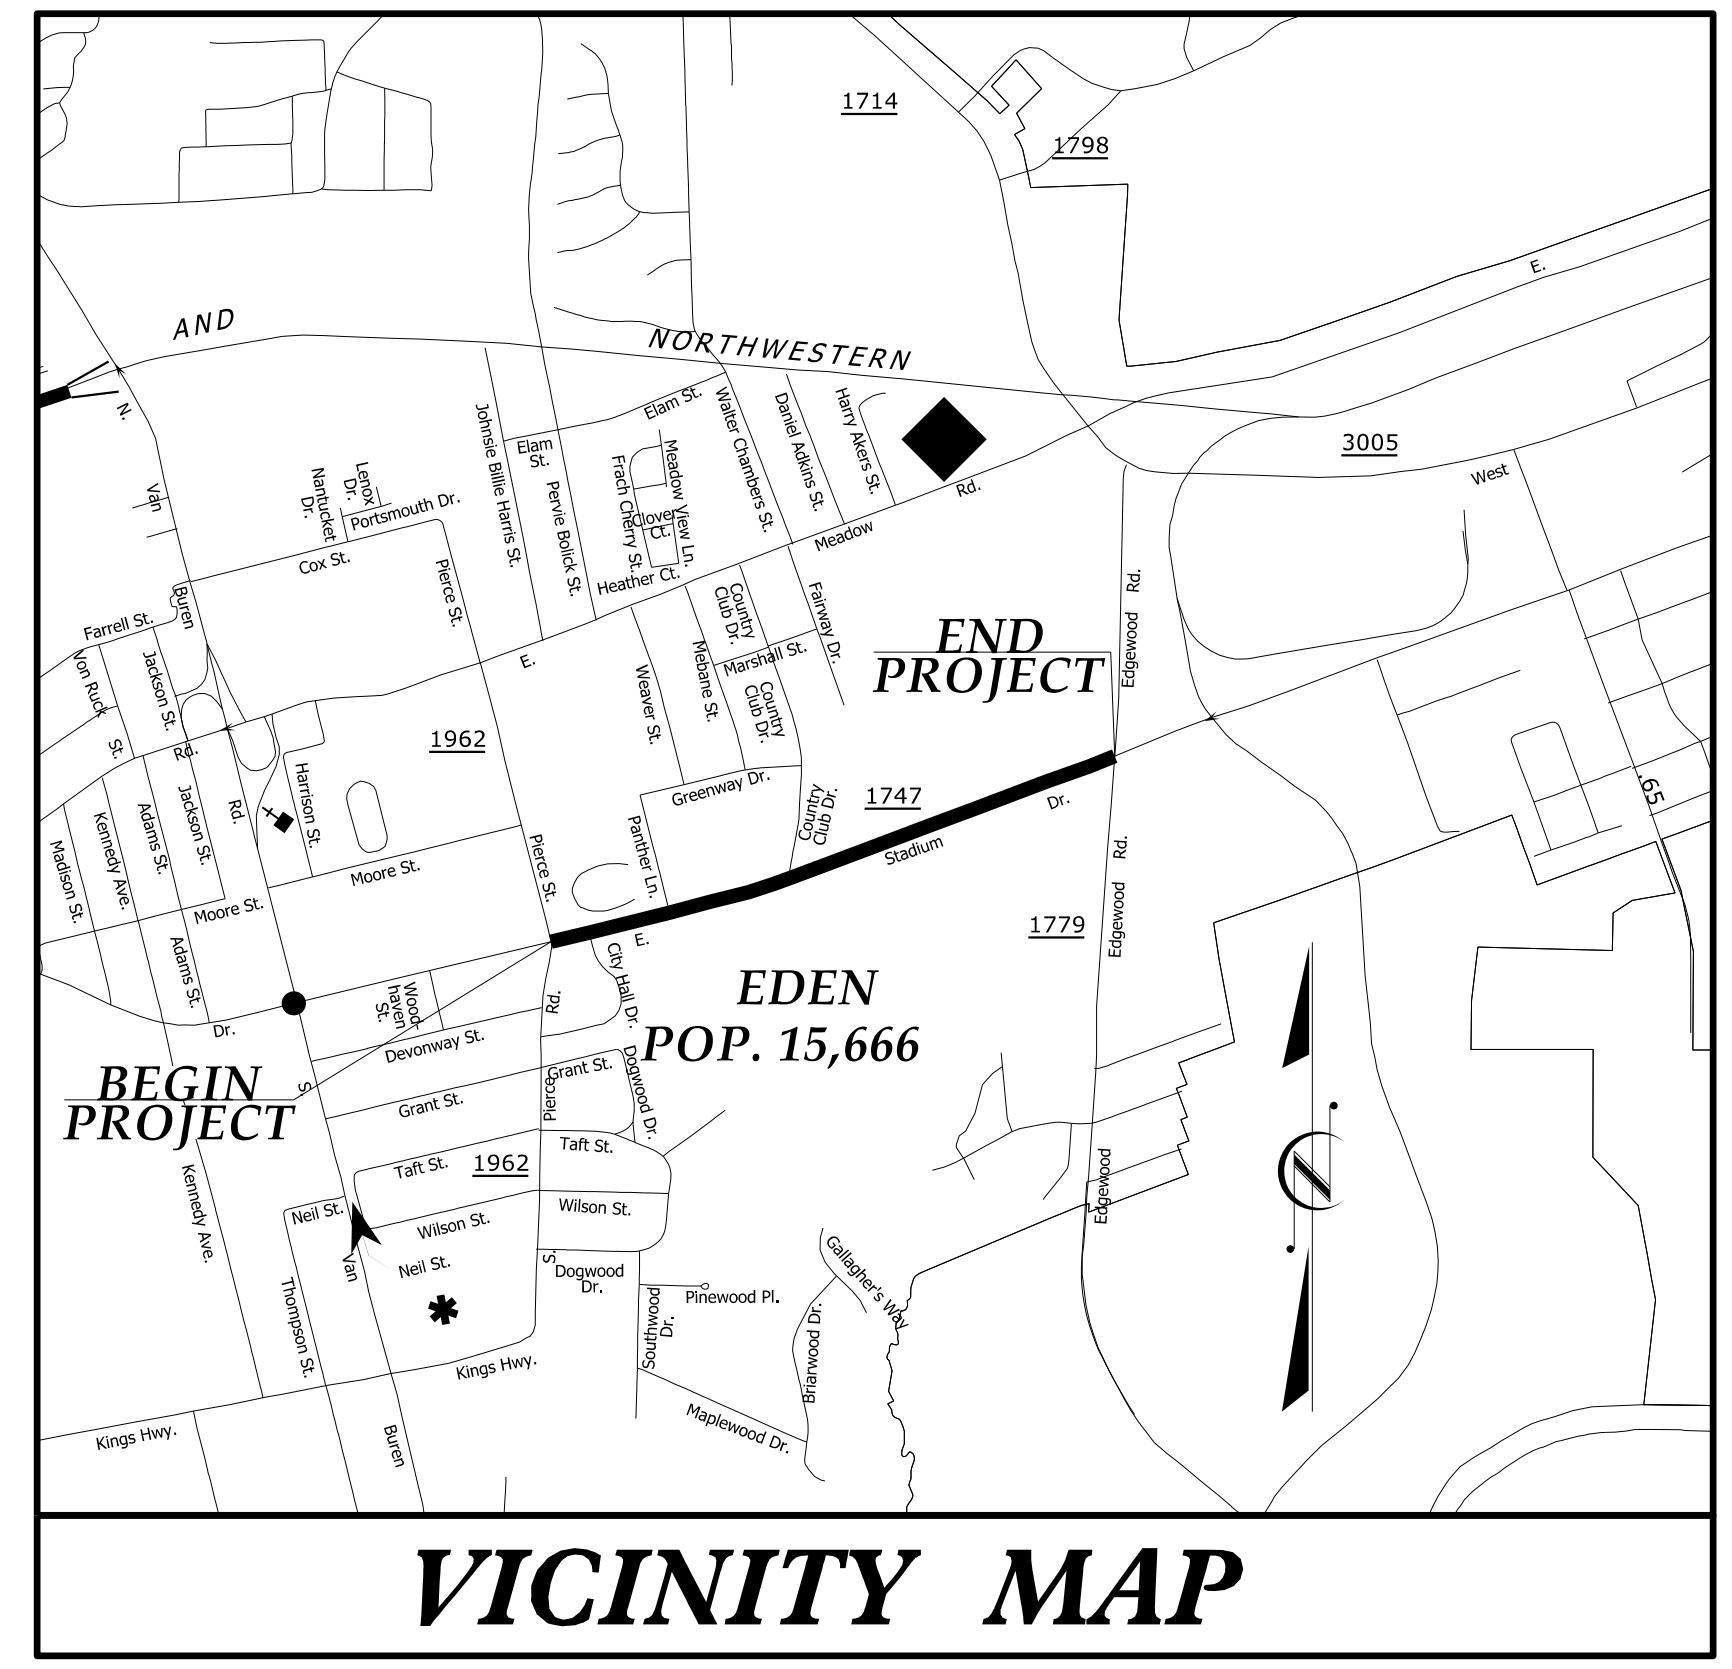 1714
1798
E.
AND
NORTHWESTERN
N.
Van
Buren
Rd.
Johnsie Billie Harris St.
Elam St.
Elam
St.
Pervie Bolick St.
Frach Cherry St.
Meadow View Ln.
Clover
Ct.
Walter Chambers St.
Daniel Adkins St.
Harry Akers St.
3005
West
Rd.
Meadow
E.
Rd.
Lenox
Dr.
Nantucket
Dr.
Portsmouth Dr.
Cox St.
Pierce St.
Heather Ct.
Country
Club Dr.
Fairway Dr.
Farrell St.
Von Ruck
St.
Jackson St.
Mebane St.
Marshall St.
Weaver St.
Country
Club Dr.
Edgewood Rd.
END
PROJECT
1962
Harrison St.
Greenway Dr.
1747
Country
Club Dr.
Dr.
Stadium
E.
.65
Madison St.
Kennedy Ave.
Adams St.
Jackson St.
Moore St.
Pierce St.
Panther Ln.
Moore St.
Adams St.
Edgewood Rd.
1779
Wood-
haven
St.
City Hall Dr.
Rd.
EDEN
POP. 15,666
Dr.
Devonway St.
BEGIN
PROJECT
S.
Grant St.
Grant St.
Pierce
Dogwood Dr.
Taft St.
Taft St.
1962
Kennedy Ave.
Neil St.
Wilson St.
Wilson St.
Edgewood
Van
Neil St.
S.
Dogwood
Dr.
Pinewood Pl.
Gallagher's Way
Thompson St.
Southwood
Dr.
Briarwood Dr.
Kings Hwy.
Kings Hwy.
Buren
Maplewood Dr.
N
VICINITY MAP